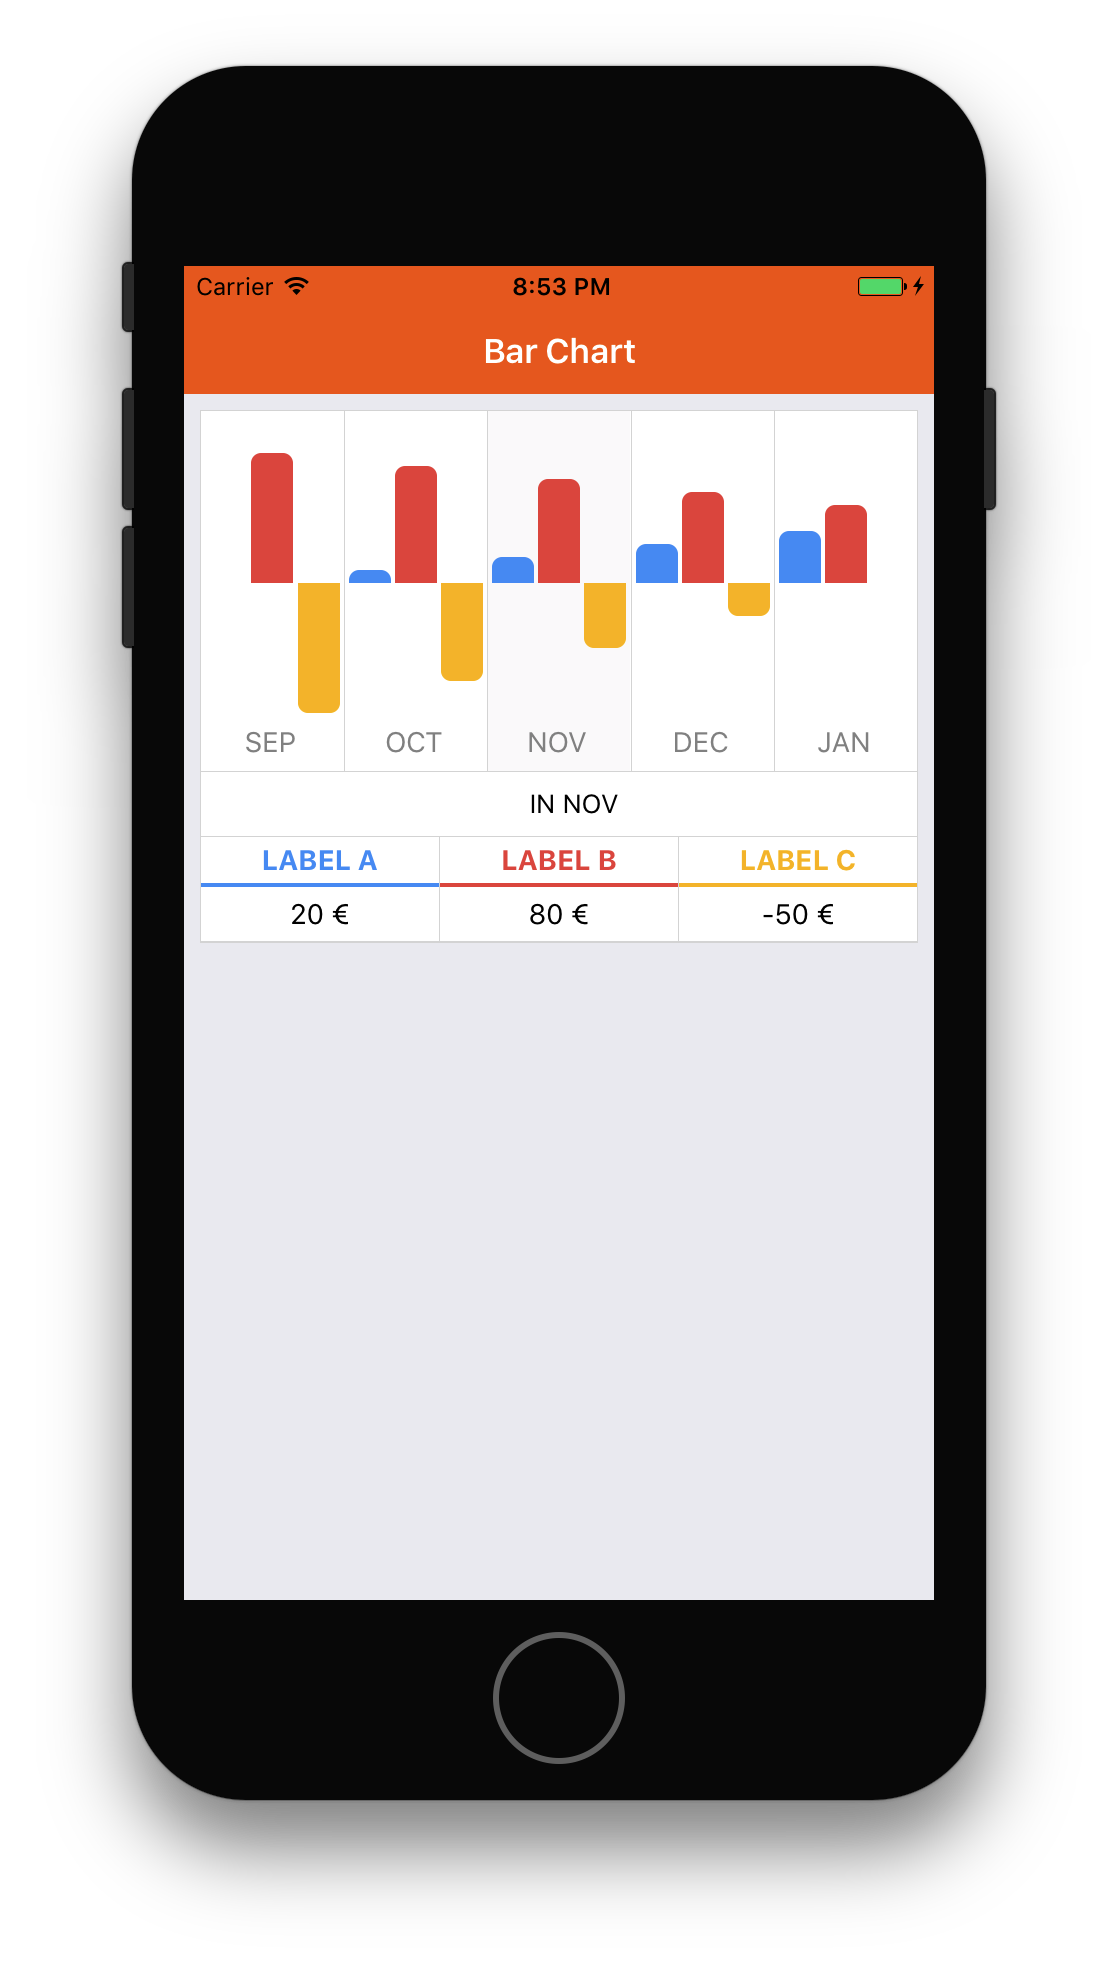 Carrier 8:53 PM
Bar Chart
SEP OCT NOV DEC JAN
IN NOV
LABEL A LABEL B LABEL C
20 € 80 € -50 €